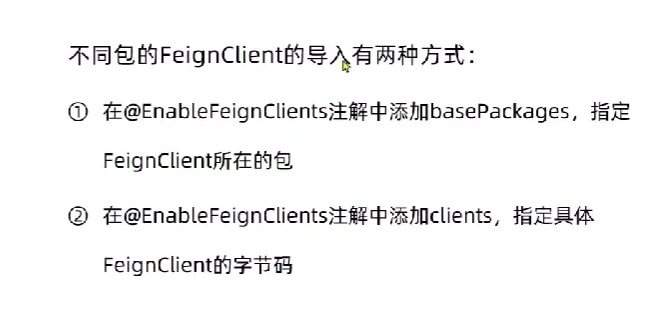 不同包的FeignClient的导入有两种方式：
① 在@EnableFeignClients注解中添加basePackages，指定
FeignClient所在的包
② 在@EnableFeignClients注解中添加clients，指定具体
FeignClient的字节码